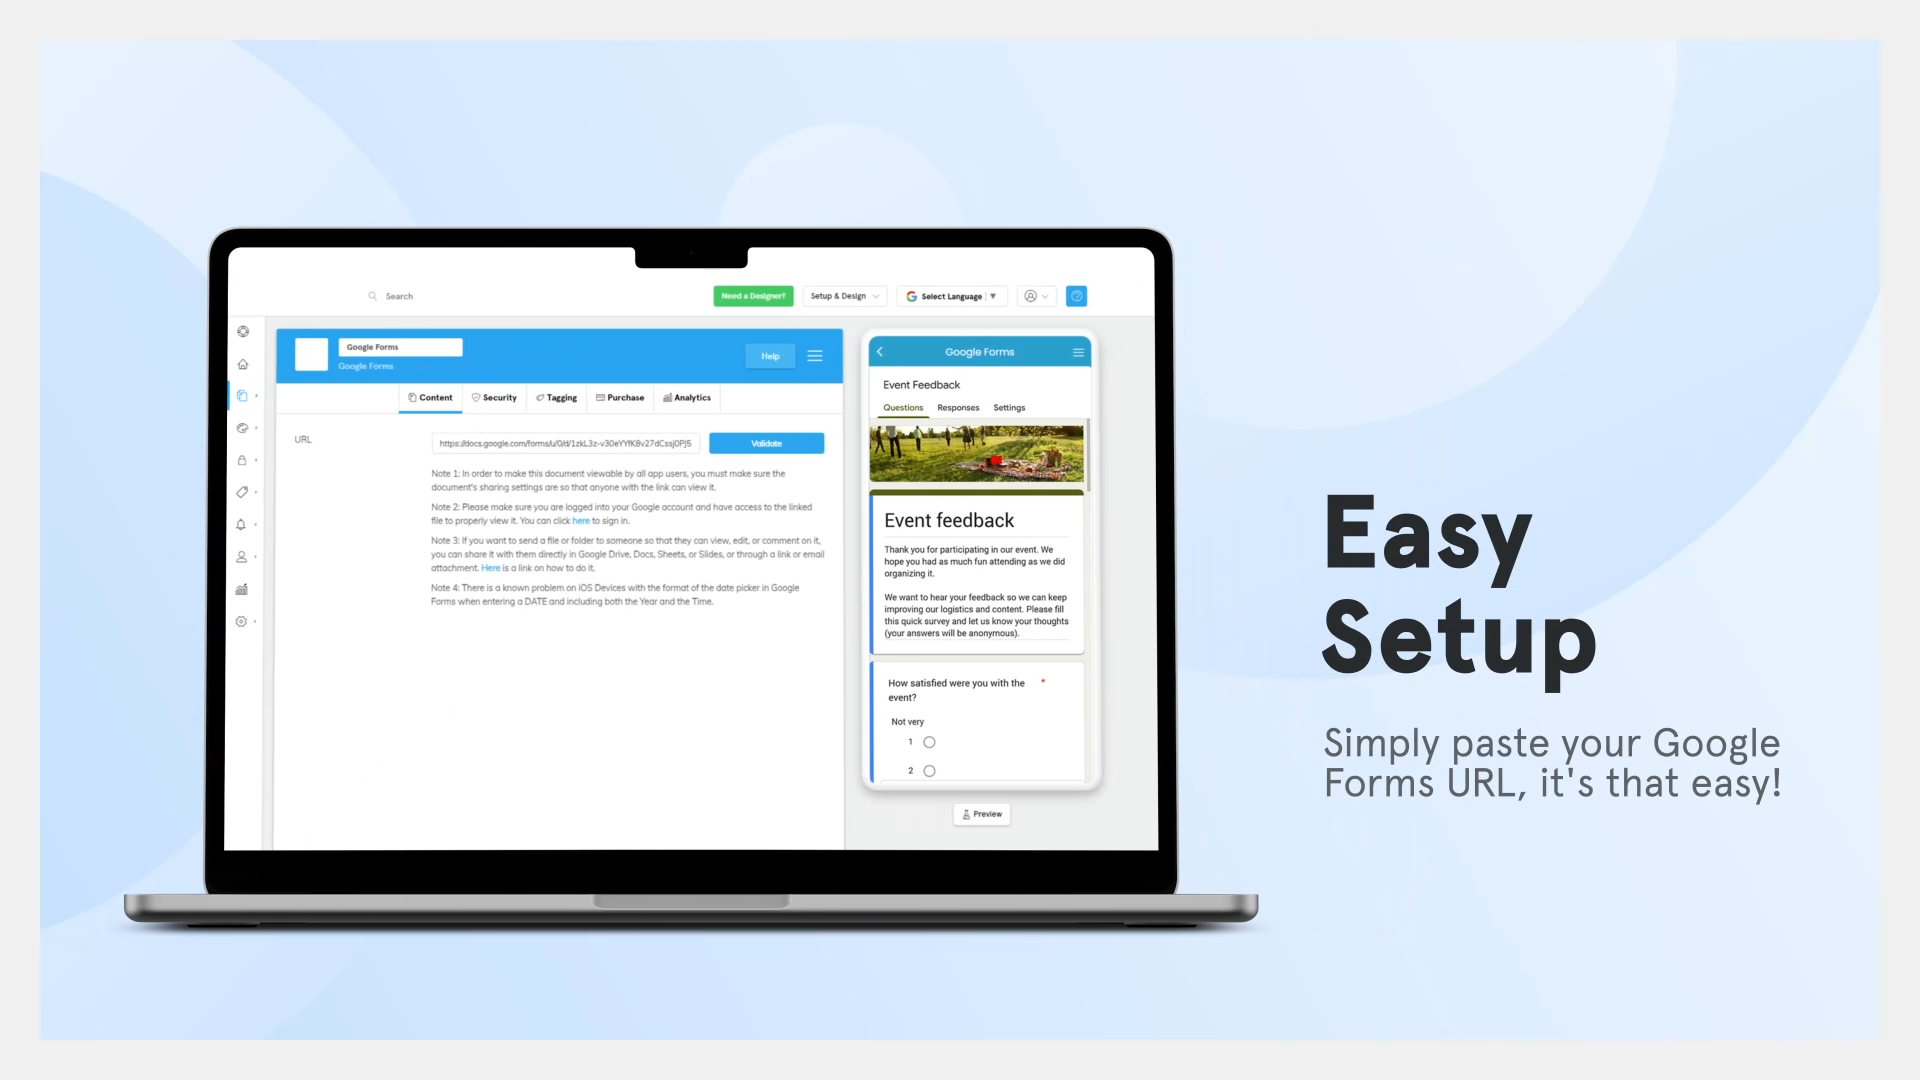 Search
Need a Designer?
Setup & Design
Select Language
Google Forms
Google Forms
Help
Content
Security
Tagging
Purchase
Analytics
URL
https://docs.google.com/forms/u/0/d/1zkL3z-v30eYYfK8v27dCssj0PJ5
Validate
Note 1: In order to make this document viewable by all app users, you must make sure the
document's sharing settings are so that anyone with the link can view it.
Note 2: Please make sure you are logged into your Google account and have access to the linked
file to properly view it. You can click here to sign in.
Note 3: If you want to send a file or folder to someone so that they can view, edit, or comment on it,
you can share it with them directly in Google Drive, Docs, Sheets, or Slides, or through a link or email
attachment. Here is a link on how to do it.
Note 4: There is a known problem on iOS Devices with the format of the date picker in Google
Forms when entering a DATE and including both the Year and the Time.
Google Forms
Event Feedback
Questions Responses Settings
Event feedback
Thank you for participating in our event. We
hope you had as much fun attending as we did
organizing it.
We want to hear your feedback so we can keep
improving our logistics and content. Please fill
this quick survey and let us know your thoughts
(your answers will be anonymous).
How satisfied were you with the *
event?
Not very
1
2
Preview
Easy
Setup
Simply paste your Google
Forms URL, it's that easy!